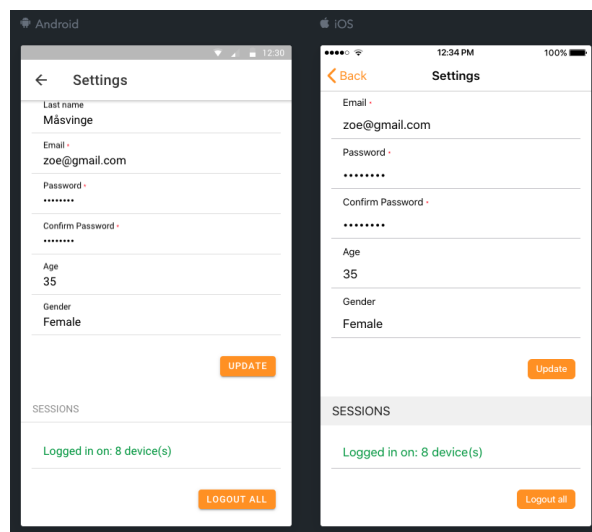 Android
12:30
Settings
Last name
Måsvinge
Email •
zoe@gmail.com
Password •
••••••••
Confirm Password •
••••••••
Age
35
Gender
Female
UPDATE
SESSIONS
Logged in on: 8 device(s)
LOGOUT ALL
iOS
12:34 PM
100%
Back
Settings
Email •
zoe@gmail.com
Password •
••••••••
Confirm Password •
••••••••
Age
35
Gender
Female
Update
SESSIONS
Logged in on: 8 device(s)
Logout all